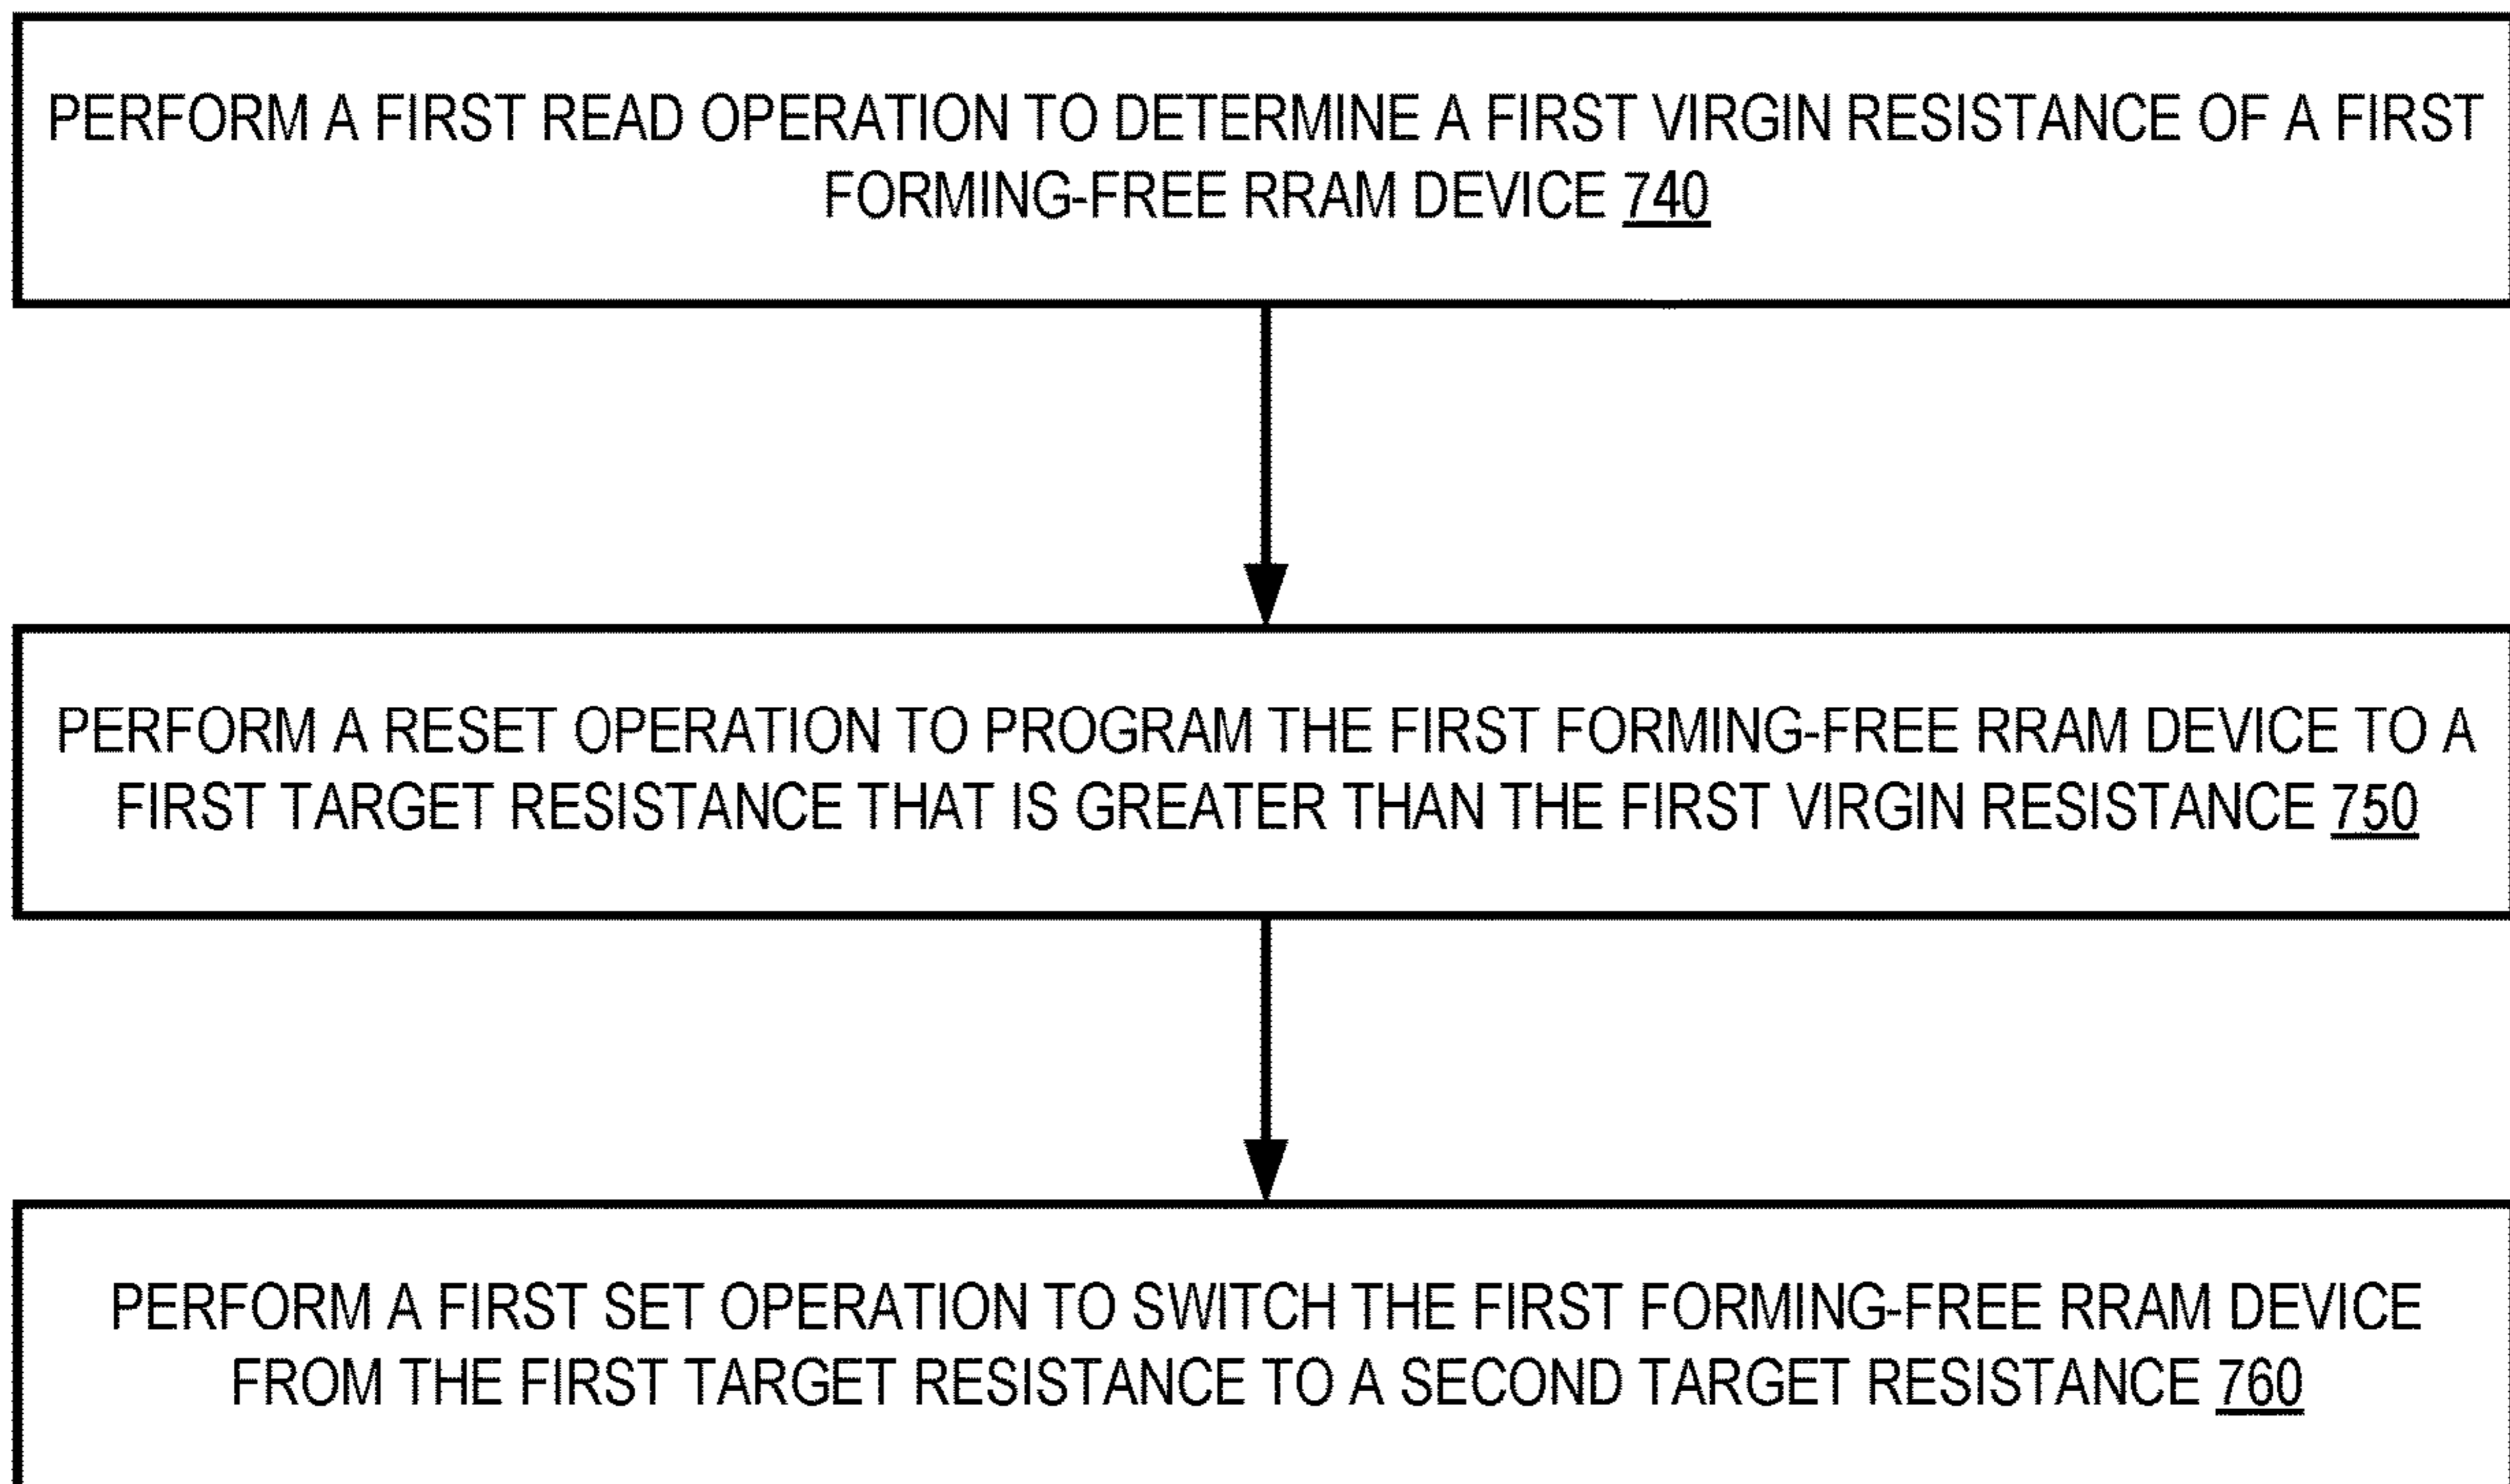 PERFORM A FIRST READ OPERATION TO DETERMINE A FIRST VIRGIN RESISTANCE OF A FIRST
FORMING-FREE RRAM DEVICE 740
PERFORM A RESET OPERATION TO PROGRAM THE FIRST FORMING-FREE RRAM DEVICE TO A
FIRST TARGET RESISTANCE THAT IS GREATER THAN THE FIRST VIRGIN RESISTANCE 750
PERFORM A FIRST SET OPERATION TO SWITCH THE FIRST FORMING-FREE RRAM DEVICE
FROM THE FIRST TARGET RESISTANCE TO A SECOND TARGET RESISTANCE 760